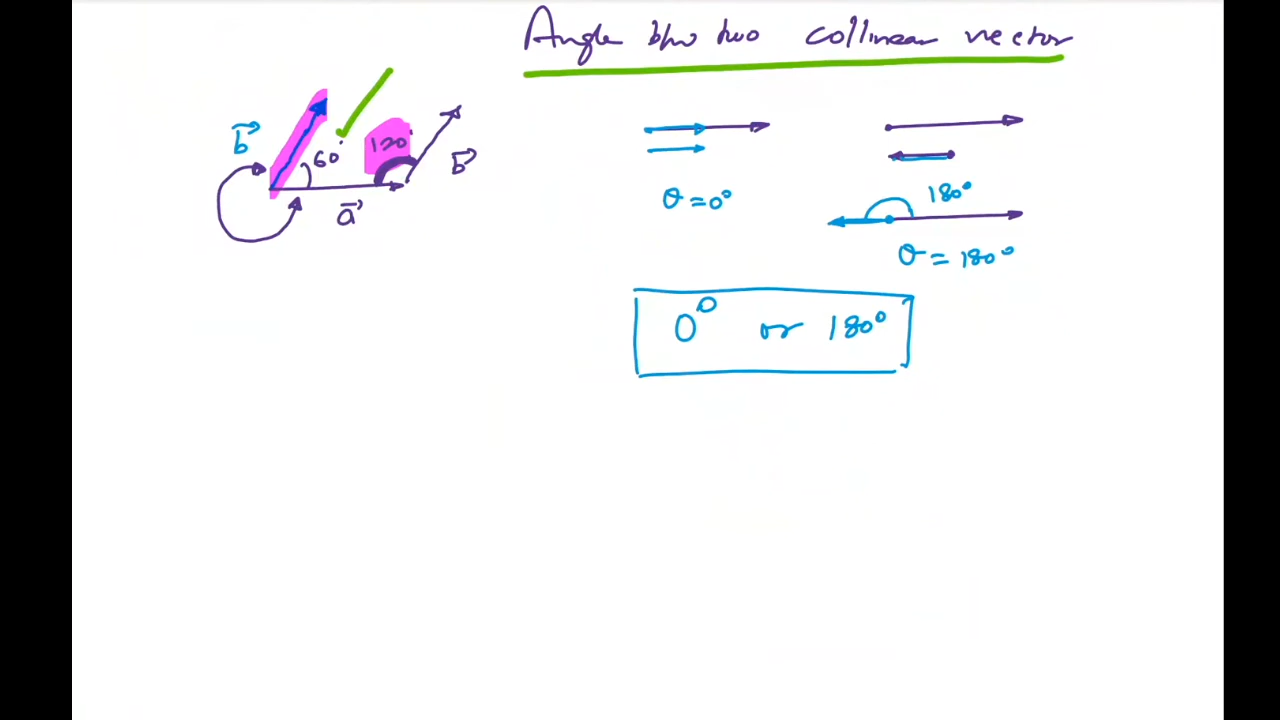 Angle b/w two collinear vector
b⃗ 60° 120° b⃗
a⃗
θ = 0°
180°
θ = 180°
0° or 180°